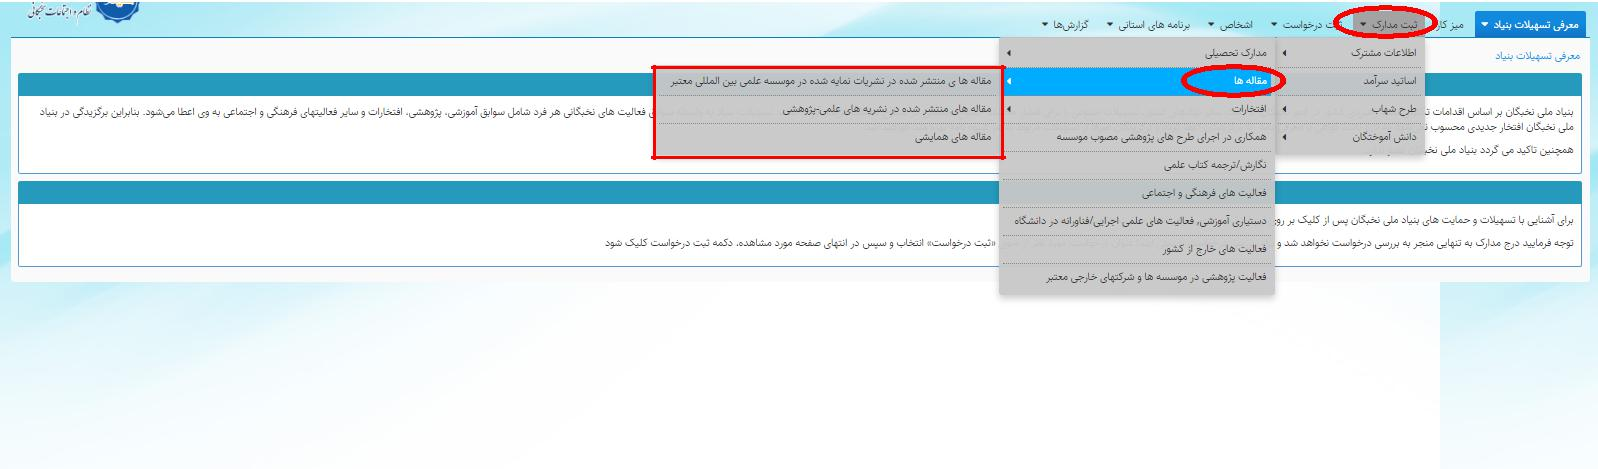 نظام و اجتماعات نخبگانی
معرفی تسهیلات بنیاد
میز کار
ثبت مدارک
ثبت درخواست
اشخاص
برنامه های استانی
گزارش‌ها
معرفی تسهیلات بنیاد
اطلاعات مشترک
اساتید سرآمد
طرح شهاب
دانش آموختگان
مدارک تحصیلی
مقاله ها
افتخارات
همکاری در اجرای طرح های پژوهشی مصوب موسسه
نگارش/ترجمه کتاب علمی
فعالیت های فرهنگی و اجتماعی
دستیاری آموزشی, فعالیت های علمی اجرایی/فناورانه در دانشگاه
فعالیت های خارج از کشور
فعالیت پژوهشی در موسسه ها و شرکتهای خارجی معتبر
مقاله ها ی منتشر شده در نشریات نمایه شده در موسسه علمی بین المللی معتبر
مقاله های منتشر شده در نشریه های علمی-پژوهشی
مقاله های همایشی
بنیاد ملی نخبگان بر اساس اقدامات فعالیت های نخبگانی هر فرد شامل سوابق آموزشی، پژوهشی، افتخارات و سایر فعالیتهای فرهنگی و اجتماعی به وی اعطا می‌شود. بنابراین برگزیدگی در بنیاد
ملی نخبگان افتخار جدیدی محسوب
همچنین تاکید می گردد بنیاد ملی
برای آشنایی با تسهیلات و حمایت های بنیاد ملی نخبگان پس از کلیک بر روی
توجه فرمایید درج مدارک به تنهایی منجر به بررسی درخواست نخواهد شد و «ثبت درخواست» انتخاب و سپس در انتهای صفحه مورد مشاهده، دکمه ثبت درخواست کلیک شود